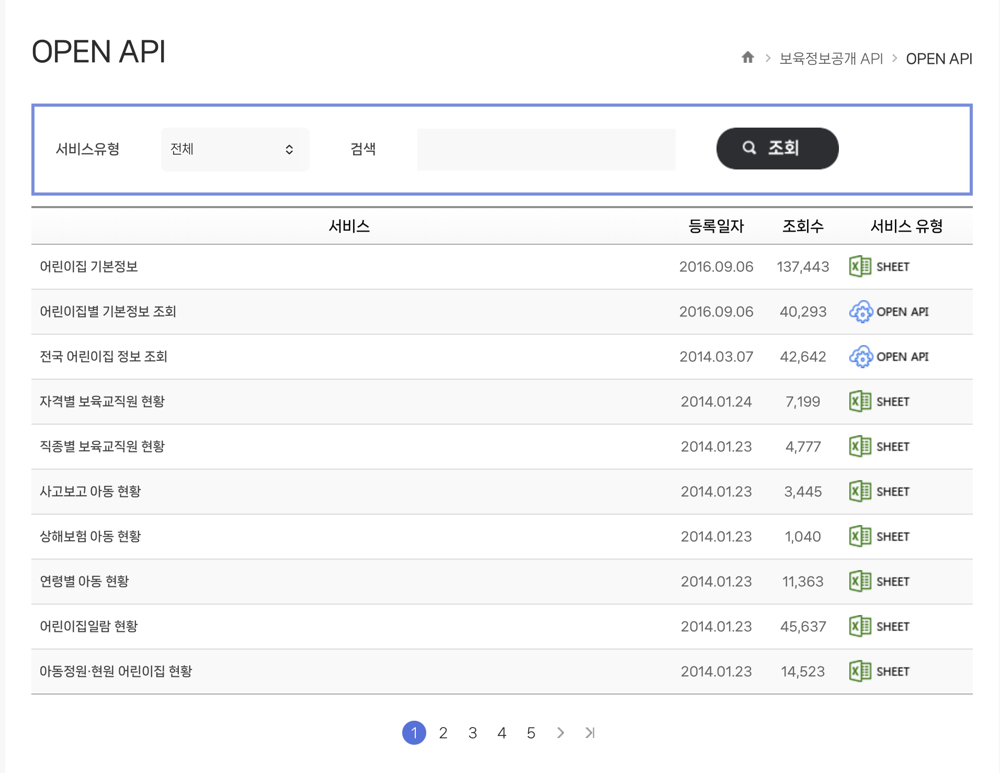 OPEN API
보육정보공개 API > OPEN API
서비스유형 전체 검색 조회
서비스 등록일자 조회수 서비스 유형
어린이집 기본정보 2016.09.06 137,443 SHEET
어린이집별 기본정보 조회 2016.09.06 40,293 OPEN API
전국 어린이집 정보 조회 2014.03.07 42,642 OPEN API
자격별 보육교직원 현황 2014.01.24 7,199 SHEET
직종별 보육교직원 현황 2014.01.23 4,777 SHEET
사고보고 아동 현황 2014.01.23 3,445 SHEET
상해보험 아동 현황 2014.01.23 1,040 SHEET
연령별 아동 현황 2014.01.23 11,363 SHEET
어린이집일람 현황 2014.01.23 45,637 SHEET
아동정원·현원 어린이집 현황 2014.01.23 14,523 SHEET
1 2 3 4 5